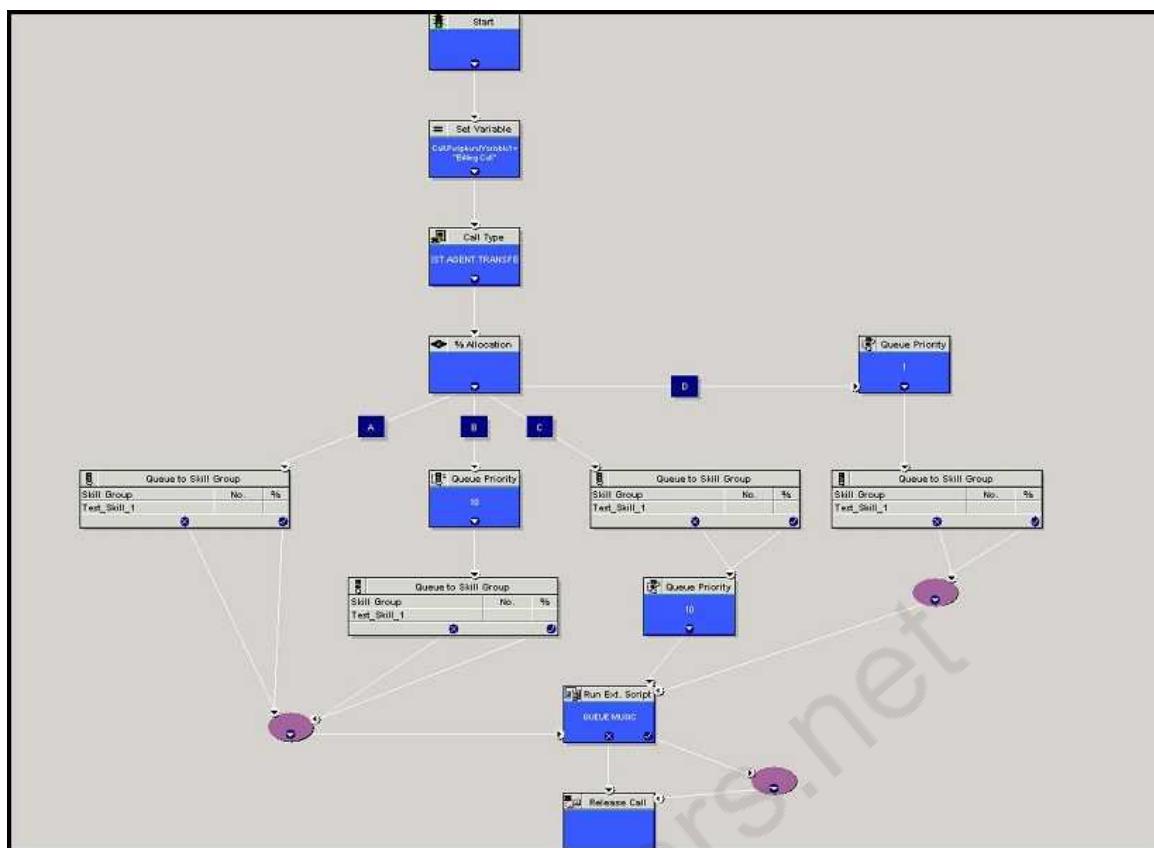 Start
Set Variable
"Billing Call"
Call Type
IST.AGENT.TRANSFE
% Allocation
Queue Priority
1
D
A
B
C
Queue to Skill Group
Skill Group No. %
Test_Skill_1
Queue Priority
10
Queue to Skill Group
Skill Group No. %
Test_Skill_1
Queue to Skill Group
Skill Group No. %
Test_Skill_1
Queue to Skill Group
Skill Group No. %
Test_Skill_1
Queue Priority
10
Run Ext. Script
QUEUE MUSIC
Release Call
ers.net